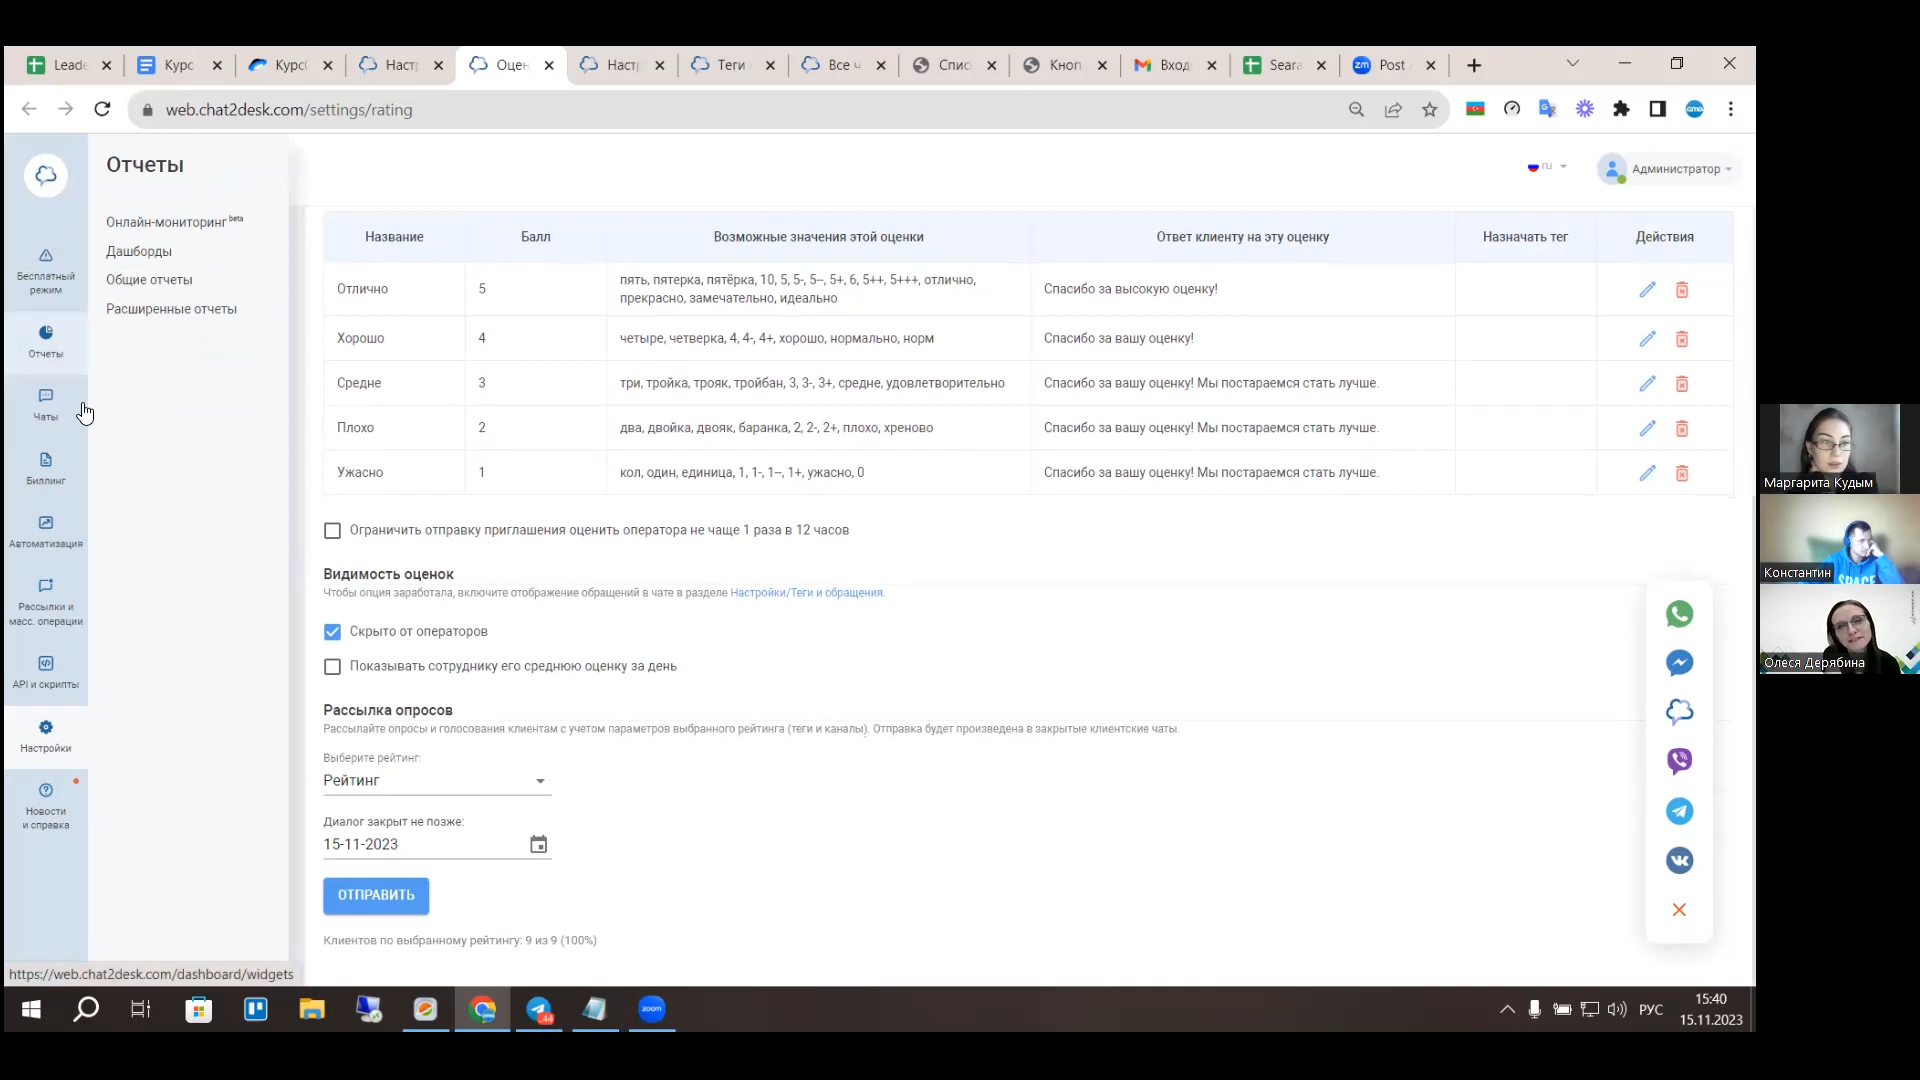 Leade
Курс
Курс(
Наст
Оцен
Наст
Теги
Все ч
Спис
Кноп
Вход
Seara
Post
web.chat2desk.com/settings/rating
Отчеты
ru
Администратор
Онлайн-мониторинг beta
Дашборды
Общие отчеты
Расширенные отчеты
Бесплатный
режим
Отчеты
Чаты
Биллинг
Автоматизация
Рассылки и
масс. операции
API и скрипты
Настройки
Новости
и справка
Название Балл Возможные значения этой оценки Ответ клиенту на эту оценку Назначать тег Действия
Отлично 5 пять, пятерка, пятёрка, 10, 5, 5-, 5--, 5+, 6, 5++, 5+++, отлично,
прекрасно, замечательно, идеально Спасибо за высокую оценку!
Хорошо 4 четыре, четверка, 4, 4-, 4+, хорошо, нормально, норм Спасибо за вашу оценку!
Средне 3 три, тройка, трояк, тройбан, 3, 3-, 3+, средне, удовлетворительно Спасибо за вашу оценку! Мы постараемся стать лучше.
Плохо 2 два, двойка, двояк, баранка, 2, 2-, 2+, плохо, хреново Спасибо за вашу оценку! Мы постараемся стать лучше.
Ужасно 1 кол, один, единица, 1, 1-, 1--, 1+, ужасно, 0 Спасибо за вашу оценку! Мы постараемся стать лучше.
Ограничить отправку приглашения оценить оператора не чаще 1 раза в 12 часов
Видимость оценок
Чтобы опция заработала, включите отображение обращений в чате в разделе Настройки/Теги и обращения.
Скрыто от операторов
Показывать сотруднику его среднюю оценку за день
Рассылка опросов
Рассылайте опросы и голосования клиентам с учетом параметров выбранного рейтинга (теги и каналы). Отправка будет произведена в закрытые клиентские чаты.
Выберите рейтинг:
Рейтинг
Диалог закрыт не позже:
15-11-2023
ОТПРАВИТЬ
Клиентов по выбранному рейтингу: 9 из 9 (100%)
https://web.chat2desk.com/dashboard/widgets
Маргарита Кудым
Константин
SPACE
Олеся Дерябина
44
zoom
РУС
15:40
15.11.2023